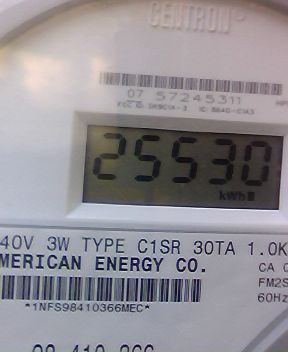 CENTRON
07 57245311
25530
kWh
40V 3W TYPE C1SR 30TA 1.0K
MERICAN ENERGY CO.
CA 0
FM2S
60Hz
*1NFS98410366MEC*